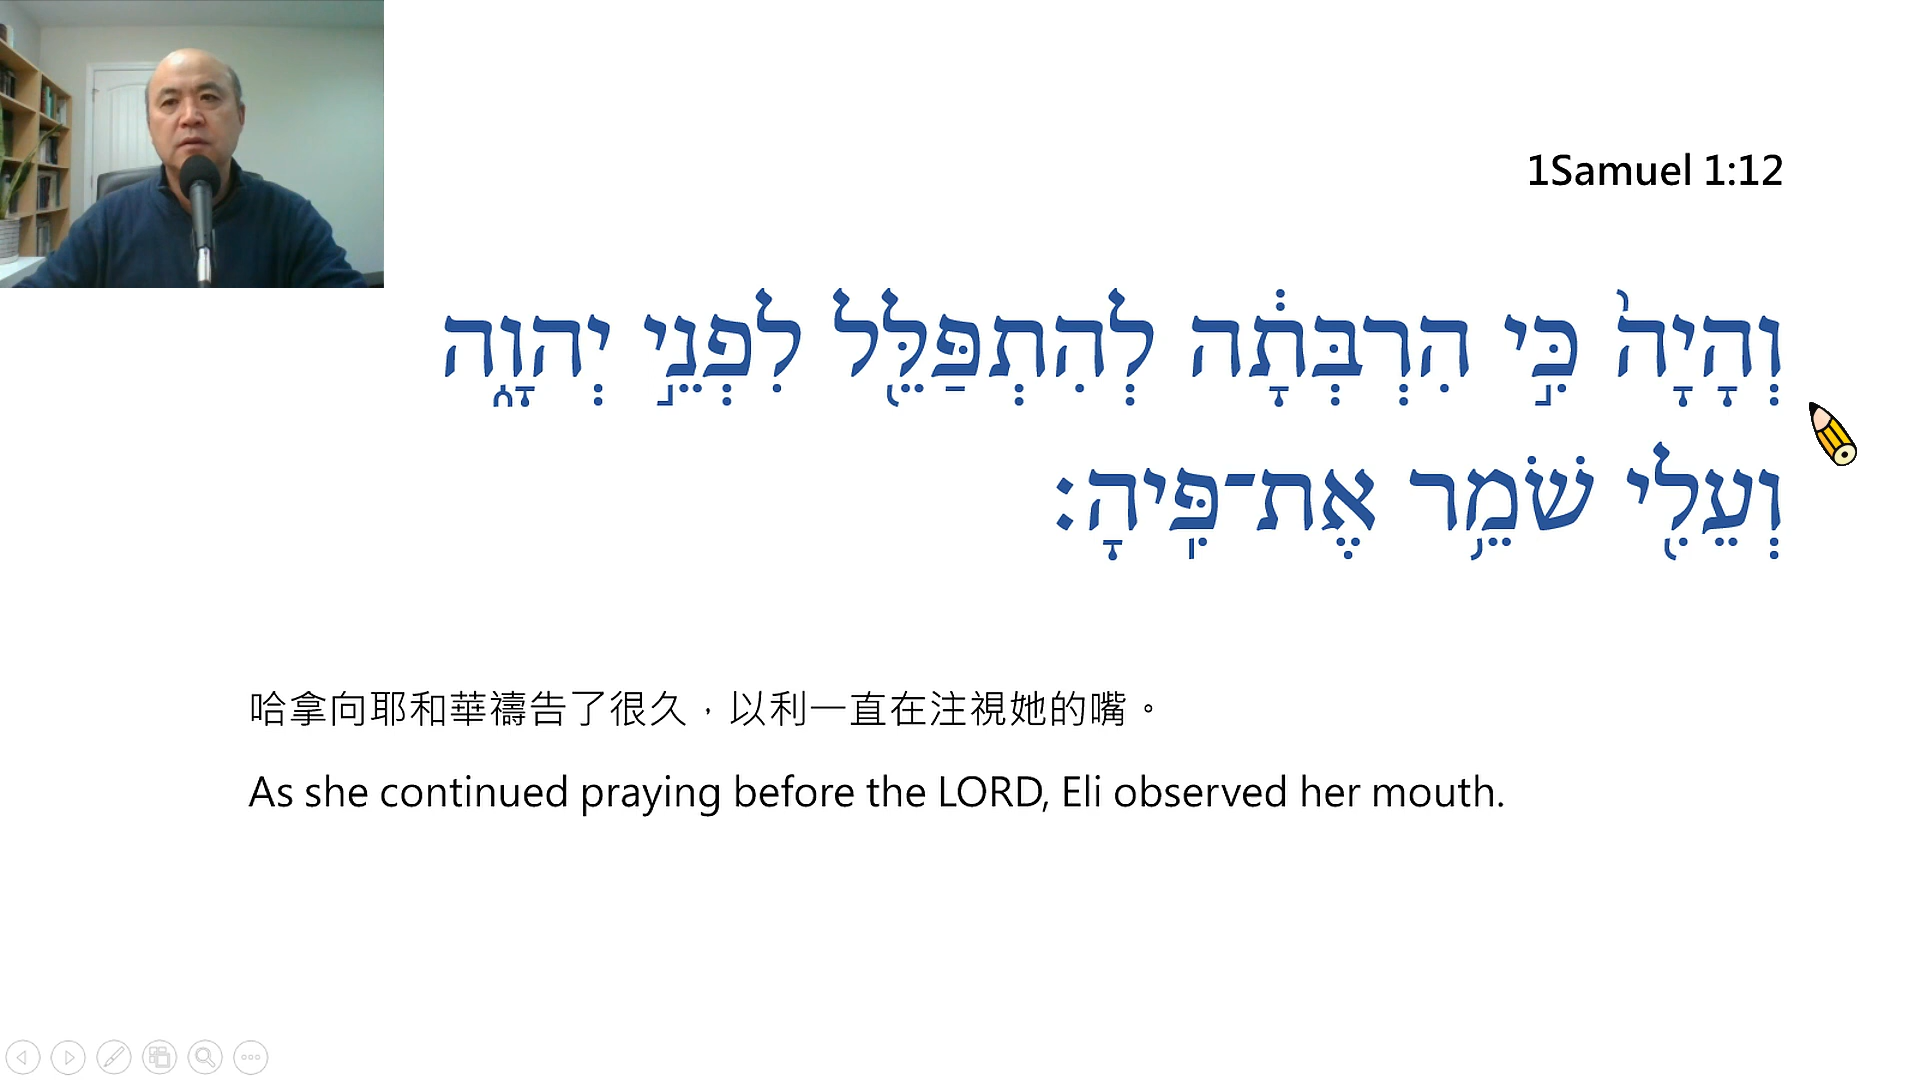 1Samuel 1:12
וְהָיָה֙ כִּ֣י הִרְבְּתָ֔ה לְהִתְפַּלֵּ֖ל לִפְנֵ֣י יְהוָ֑ה
וְעֵלִ֖י שֹׁמֵ֥ר אֶת־פִּֽיהָ׃
哈拿向耶和華禱告了很久，以利一直在注視她的嘴。
As she continued praying before the LORD, Eli observed her mouth.